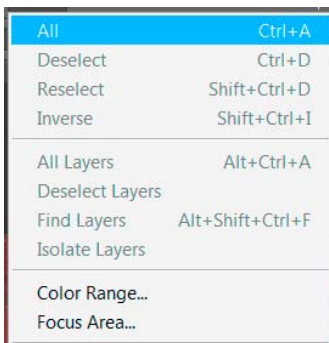 All Ctrl+A
Deselect Ctrl+D
Reselect Shift+Ctrl+D
Inverse Shift+Ctrl+I
All Layers Alt+Ctrl+A
Deselect Layers
Find Layers Alt+Shift+Ctrl+F
Isolate Layers
Color Range...
Focus Area...